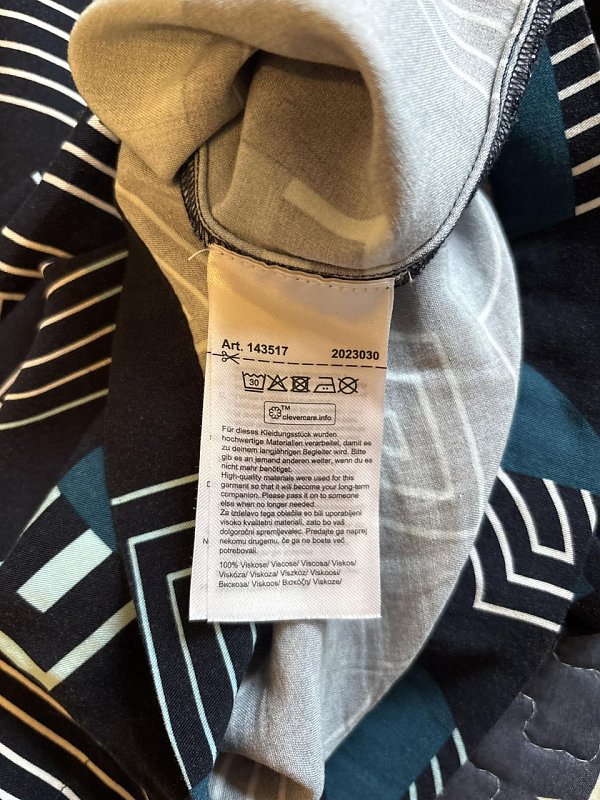 Art. 143517 2023030
30
TM
clevercare.info
Für dieses Kleidungsstück wurden
hochwertige Materialien verarbeitet, damit es
zu deinem langjährigen Begleiter wird. Bitte
gib es an jemand anderen weiter, wenn du es
nicht mehr benötigst.
High-quality materials were used for this
garment so that it will become your long-term
companion. Please pass it on to someone
else when no longer needed.
Za izdelavo tega oblačila so bili uporabljeni
visoko kvalitetni materiali, zato bo vaš
dolgoročni spremljevalec. Predajte ga naprej
nekomu drugemu, če ga ne boste več
potrebovali.
100% Viskose/ Viscose/ Viscosa/ Viskos/
Viskóza/ Viskoza/ Viszkóz/ Viskoosi/
Вискоза/ Viskoos/ Βισκόζη/ Viskoze/